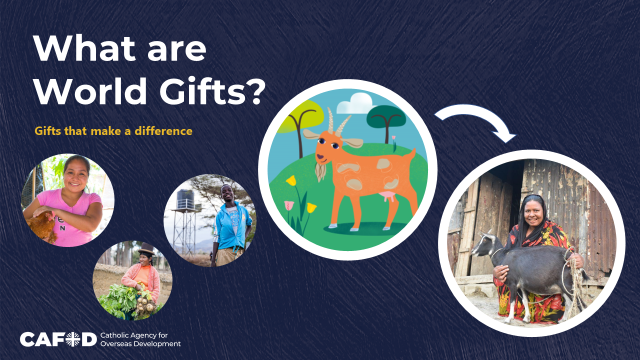 What are
World Gifts?
Gifts that make a difference
CAFOD
Catholic Agency for
Overseas Development